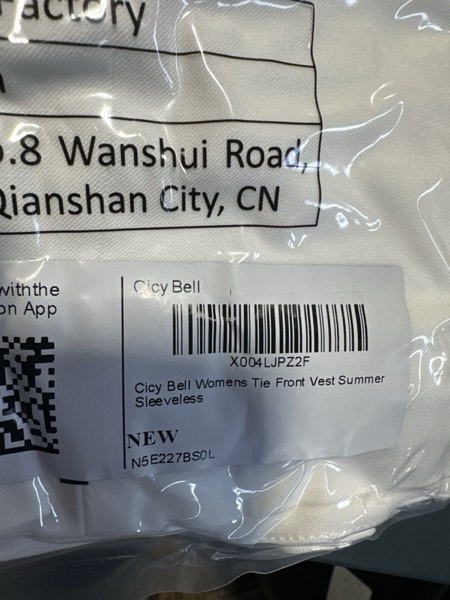 Factory
.8 Wanshui Road,
Qianshan City, CN
withthe
on App
Cicy Bell
X004LJPZ2F
Cicy Bell Womens Tie Front Vest Summer
Sleeveless
NEW
N5E227BS0L